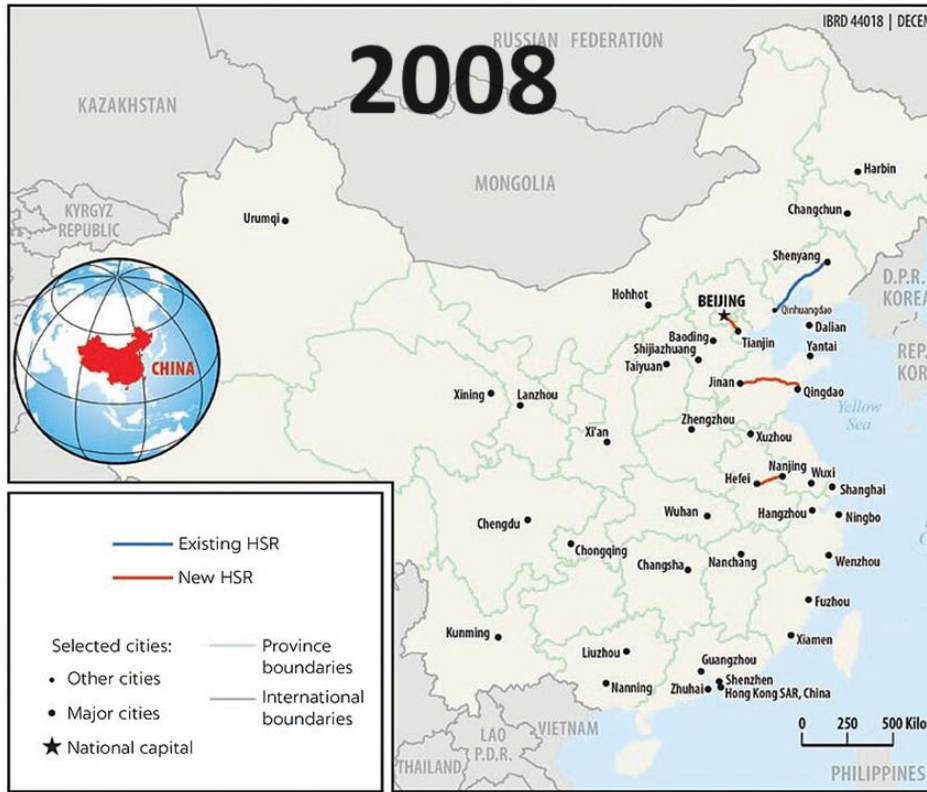 IBRD 44018 | DECEM
RUSSIAN FEDERATION
2008
KAZAKHSTAN
MONGOLIA
Harbin
KYRGYZ
REPUBLIC
Urumqi
Changchun
Shenyang
D.P.R.
KOREA
Hohhot
BEIJING
Qinhuangdao
Dalian
Baoding
Tianjin
Yantai
Shijiazhuang
REP.
KO
Taiyuan
CHINA
Jinan
Qingdao
Xining
Lanzhou
Yellow
Sea
Zhengzhou
Xi'an
Xuzhou
Nanjing
Wuxi
Hefei
Shanghai
Chengdu
Wuhan
Hangzhou
Ningbo
Chongqing
Nanchang
Wenzhou
Changsha
Fuzhou
Kunming
Xiamen
Liuzhou
Guangzhou
Shenzhen
Nanning
Zhuhai
Hong Kong SAR, China
0 250 500 Kilo
VIETNAM
LAO
P.D.R.
THAILAND
PHILIPPINES
Existing HSR
New HSR
Selected cities:
Other cities
Major cities
National capital
Province
boundaries
International
boundaries